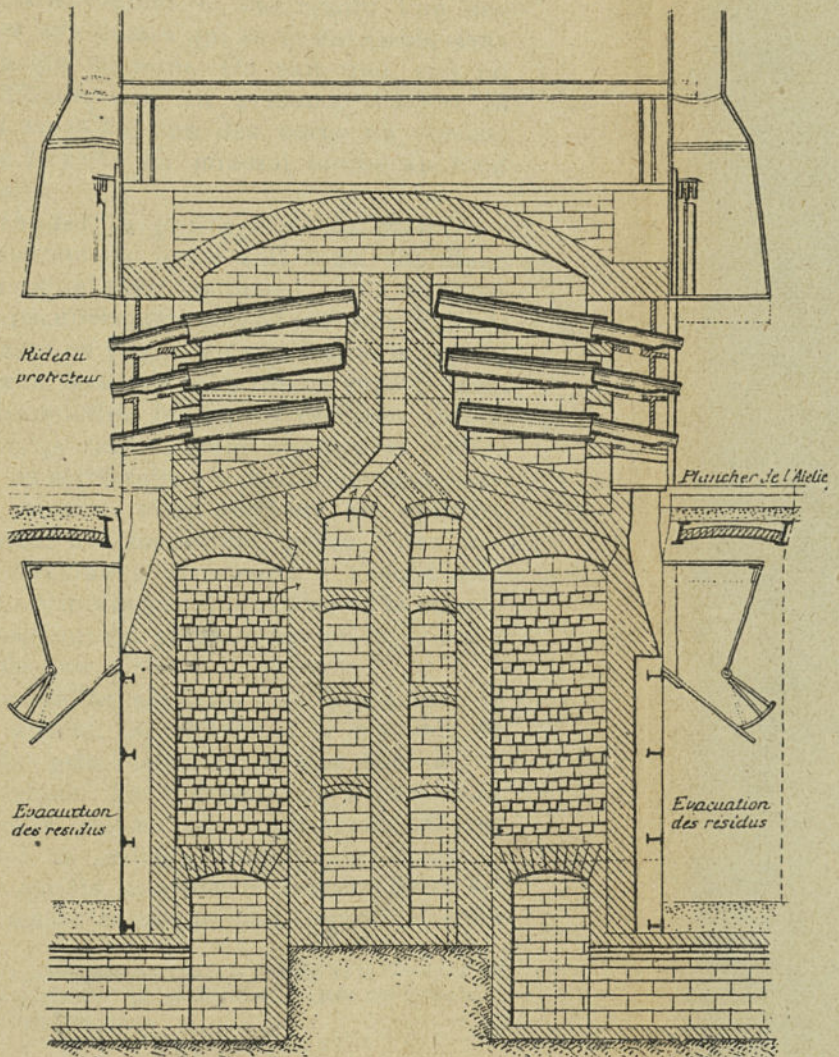 Rideau
protecteur
Plancher de l'Atelie
Evacuation
des residus
Evacuation
des residus